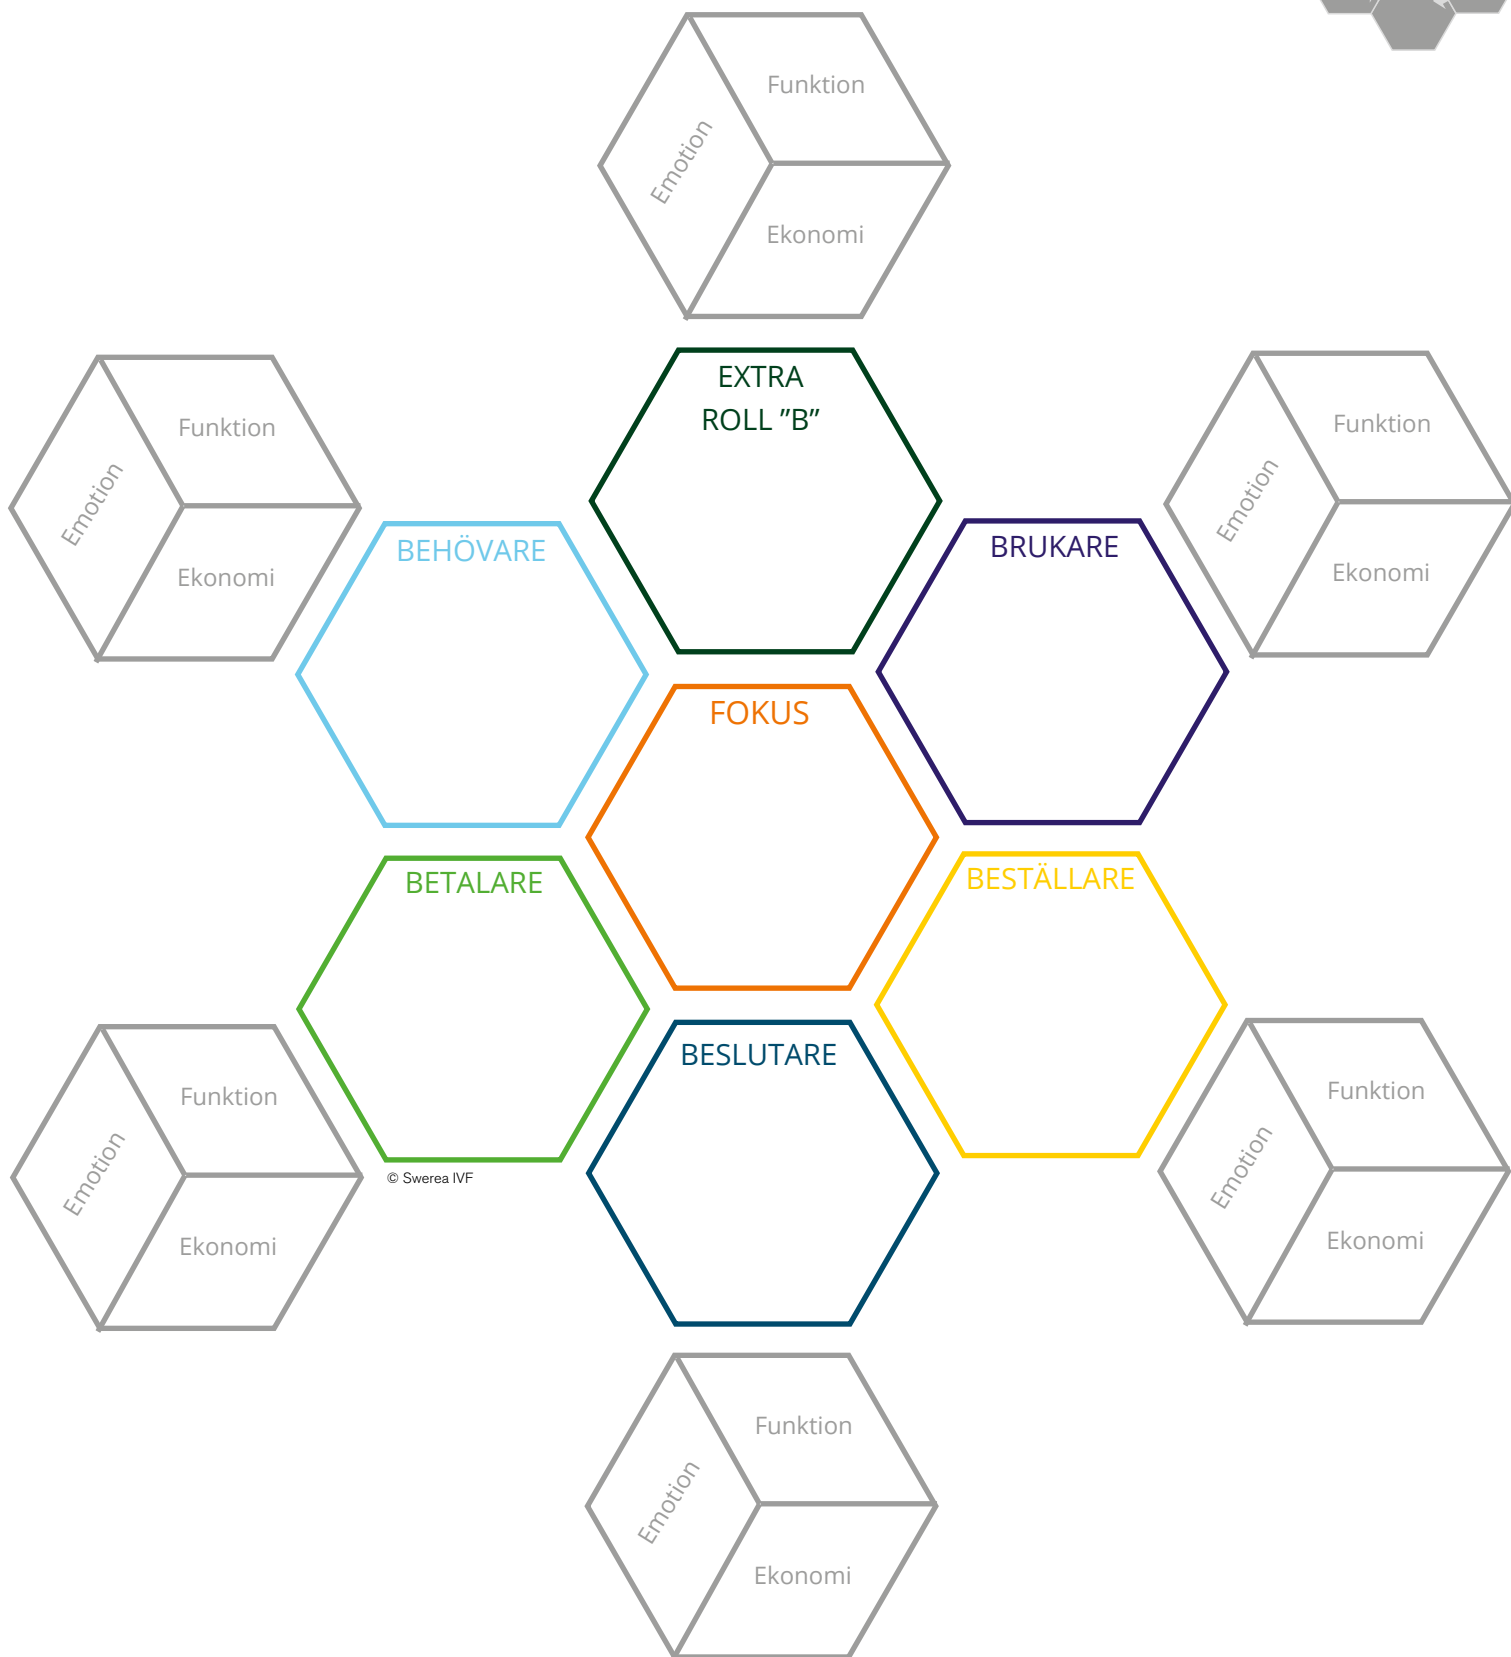 Funktion
Emotion
Ekonomi
EXTRA
ROLL ”B”
Funktion
Emotion
Ekonomi
Funktion
Emotion
Ekonomi
BEHÖVARE
BRUKARE
FOKUS
BETALARE
BESTÄLLARE
BESLUTARE
Funktion
Emotion
Ekonomi
© Swerea IVF
Funktion
Emotion
Ekonomi
Funktion
Emotion
Ekonomi